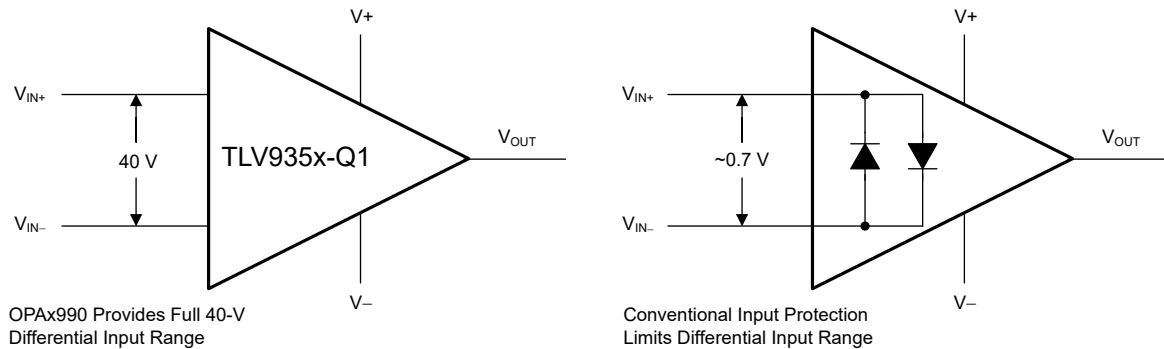 V+
V+
V_IN+
V_IN+
40 V
TLV935x-Q1
V_OUT
~0.7 V
V_OUT
V_IN–
V_IN–
V–
V–
OPAx990 Provides Full 40-V
Differential Input Range
Conventional Input Protection
Limits Differential Input Range